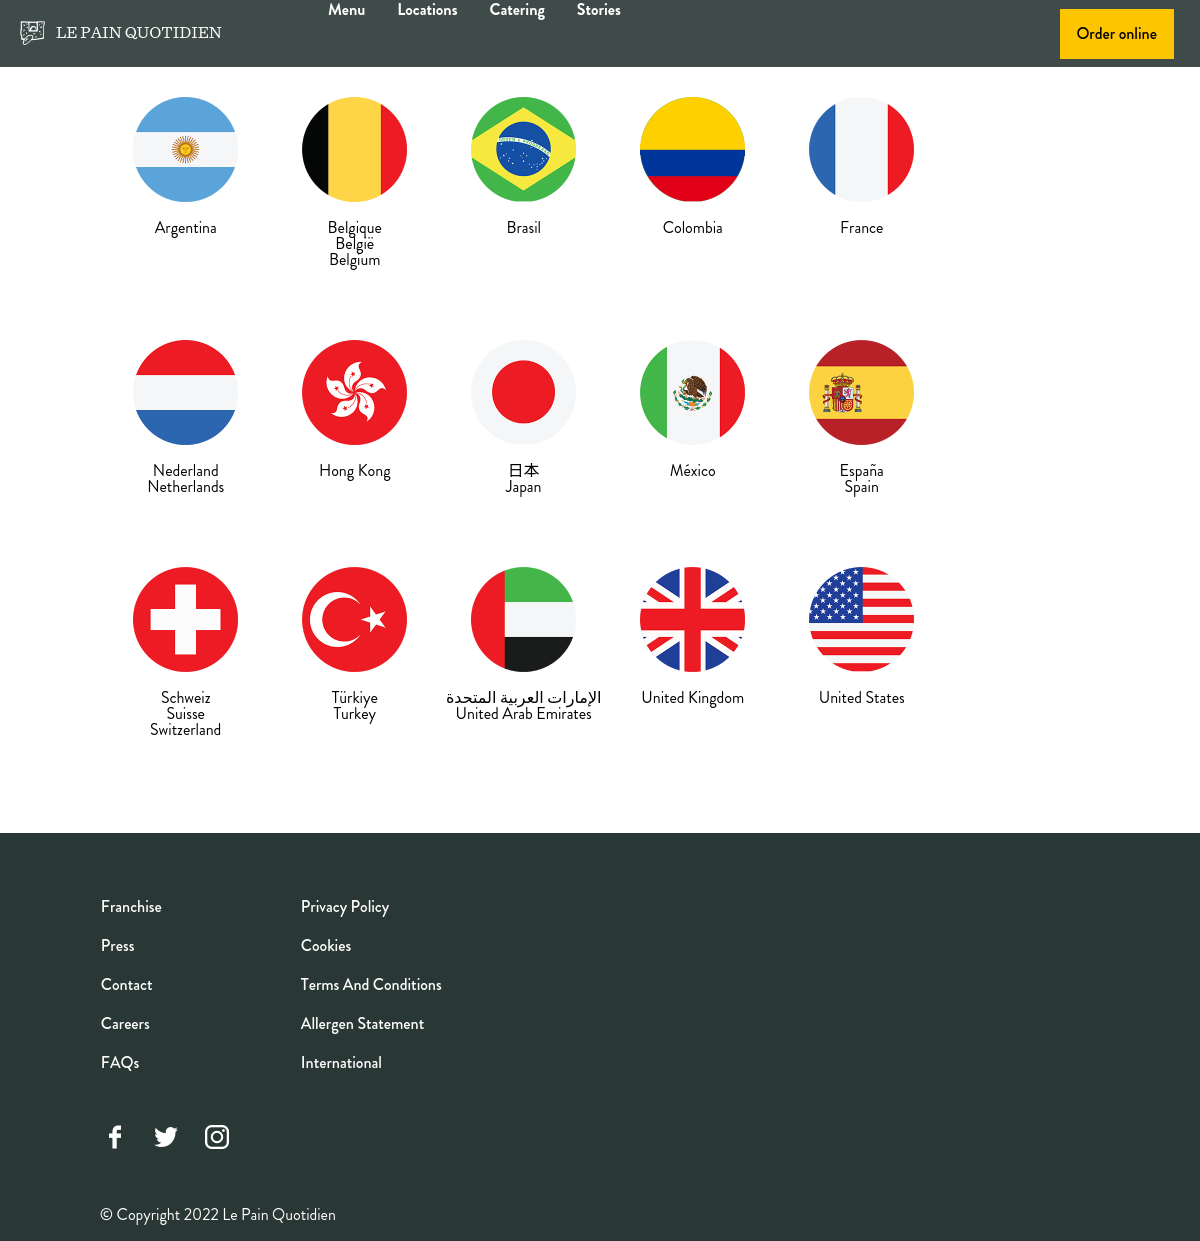 LE PAIN QUOTIDIEN
Menu
Locations
Catering
Stories
Order online
Argentina
Belgique
België
Belgium
Brasil
Colombia
France
Nederland
Netherlands
Hong Kong
日本
Japan
México
España
Spain
Schweiz
Suisse
Switzerland
Türkiye
Turkey
الإمارات العربية المتحدة
United Arab Emirates
United Kingdom
United States
Franchise
Press
Contact
Careers
FAQs
Privacy Policy
Cookies
Terms And Conditions
Allergen Statement
International
© Copyright 2022 Le Pain Quotidien